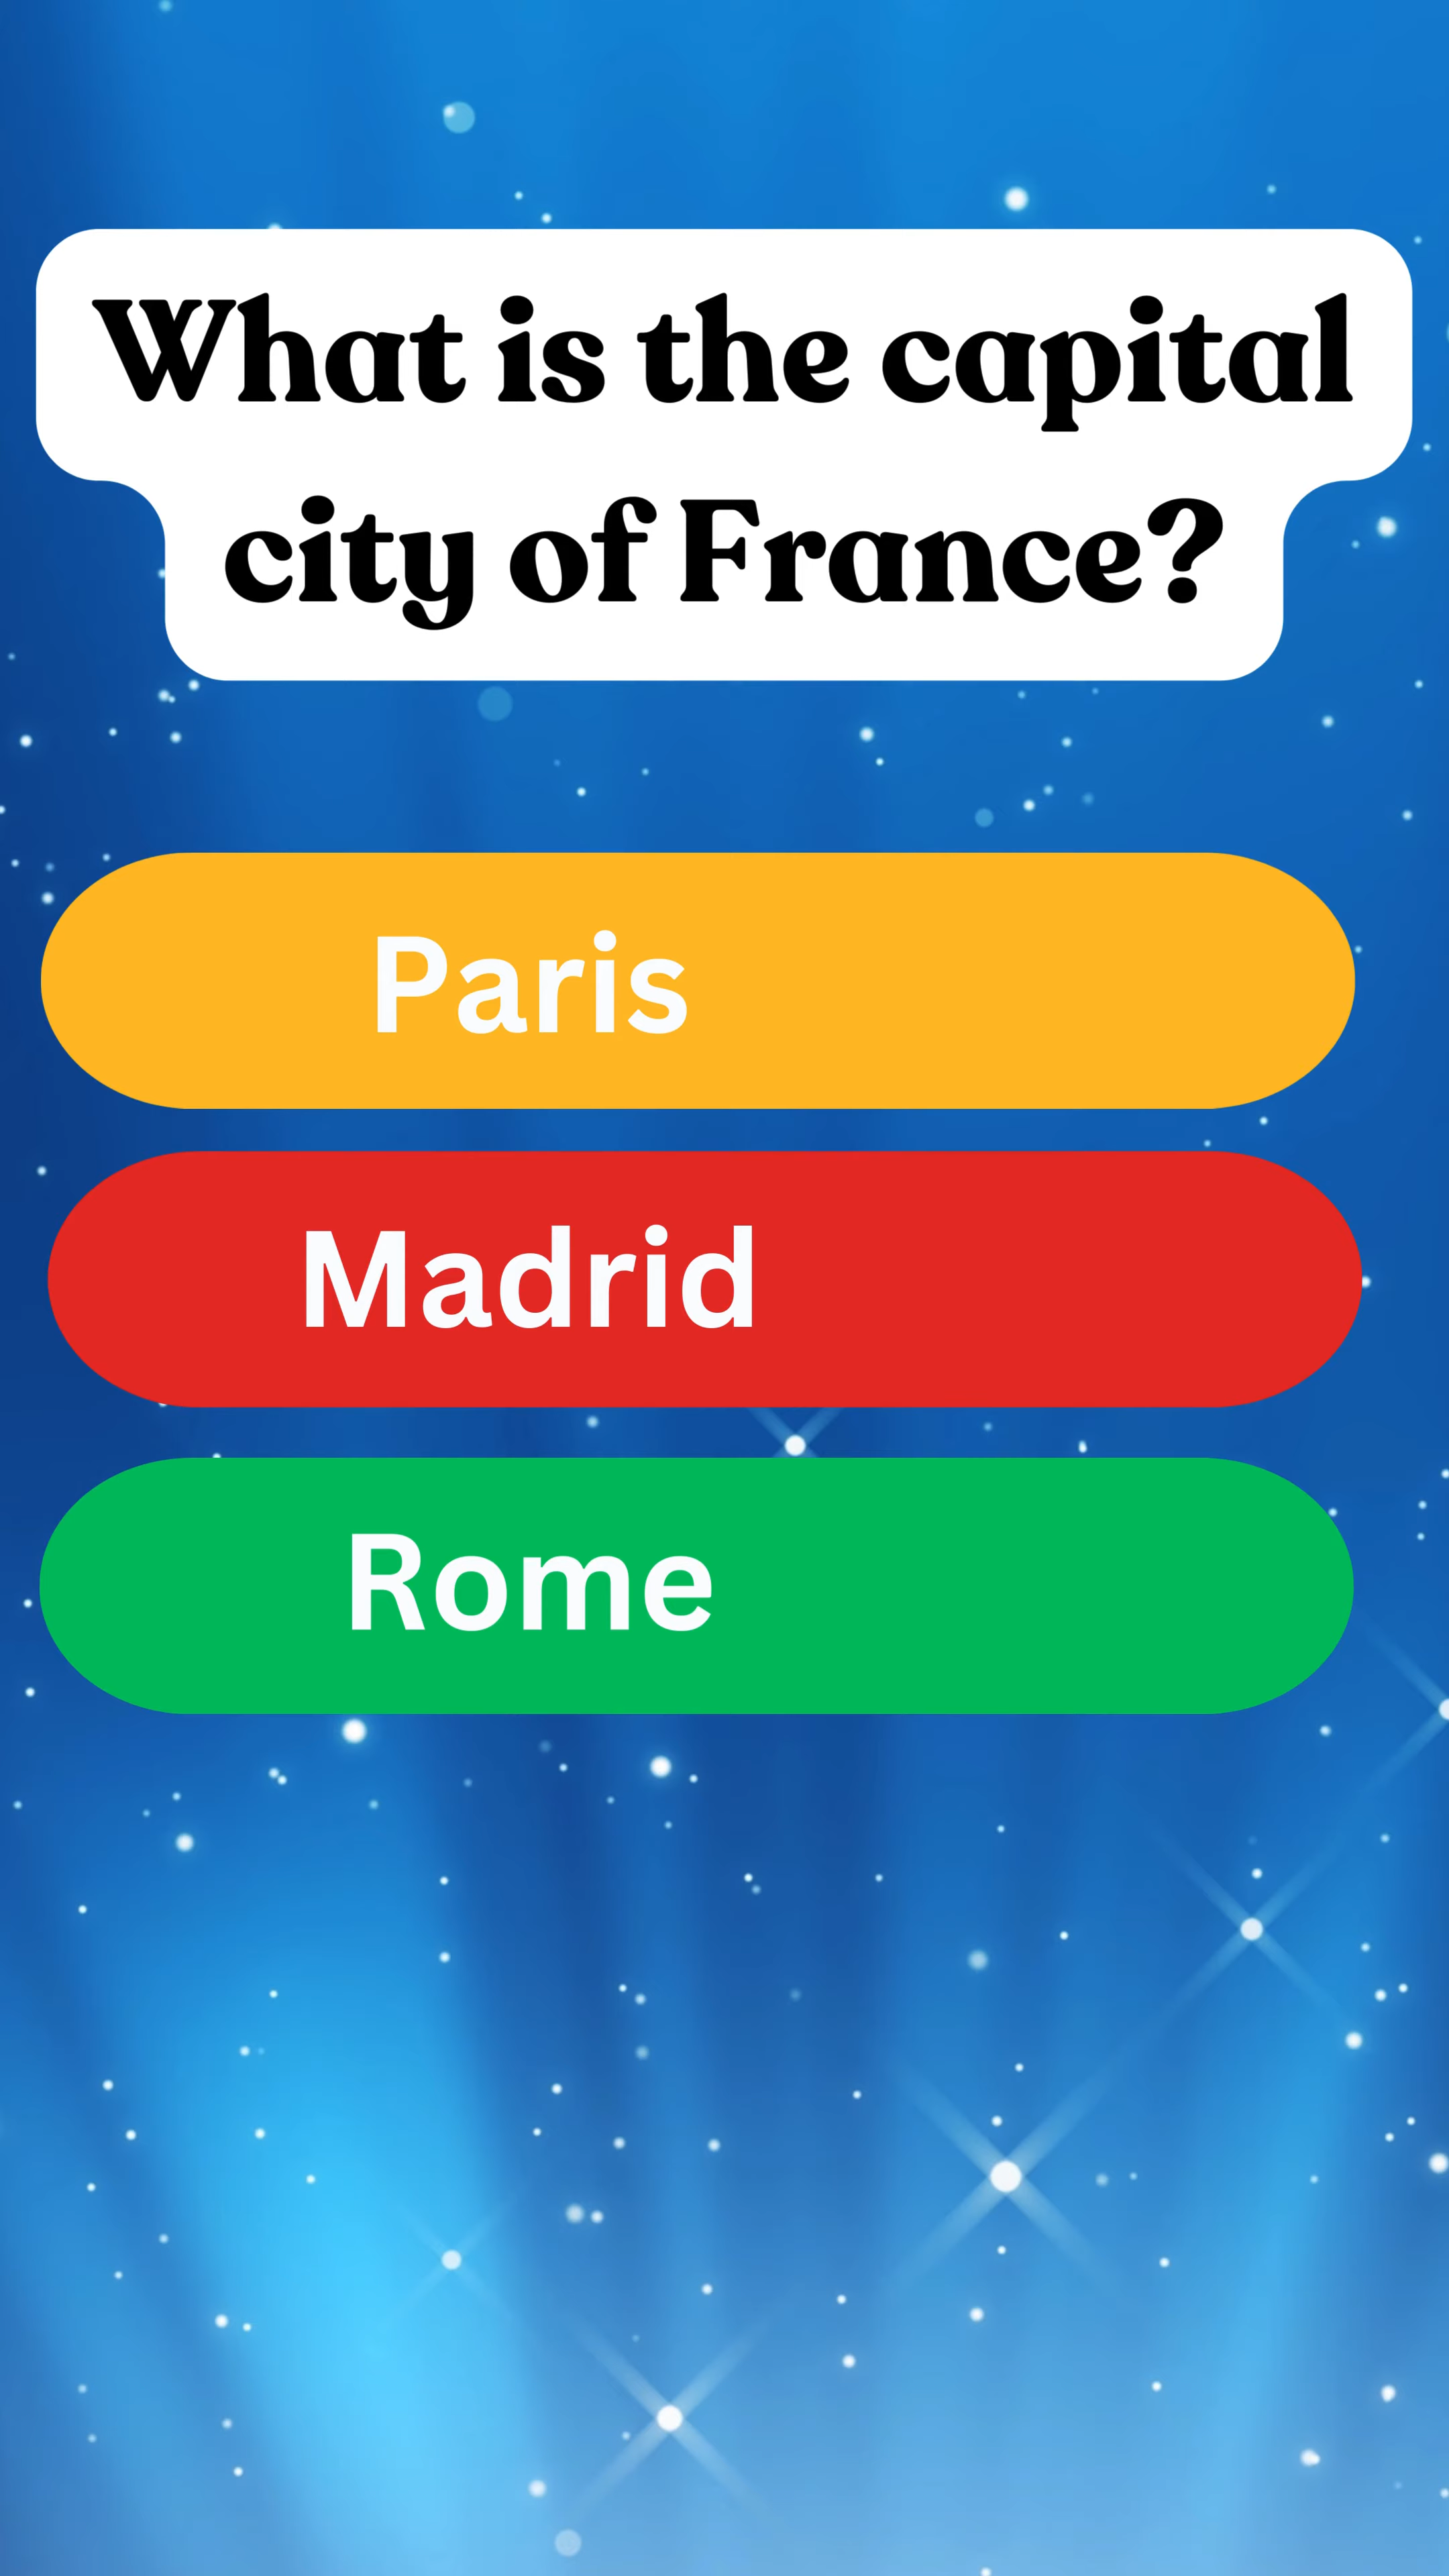 What is the capital
city of France?
Paris
Madrid
Rome